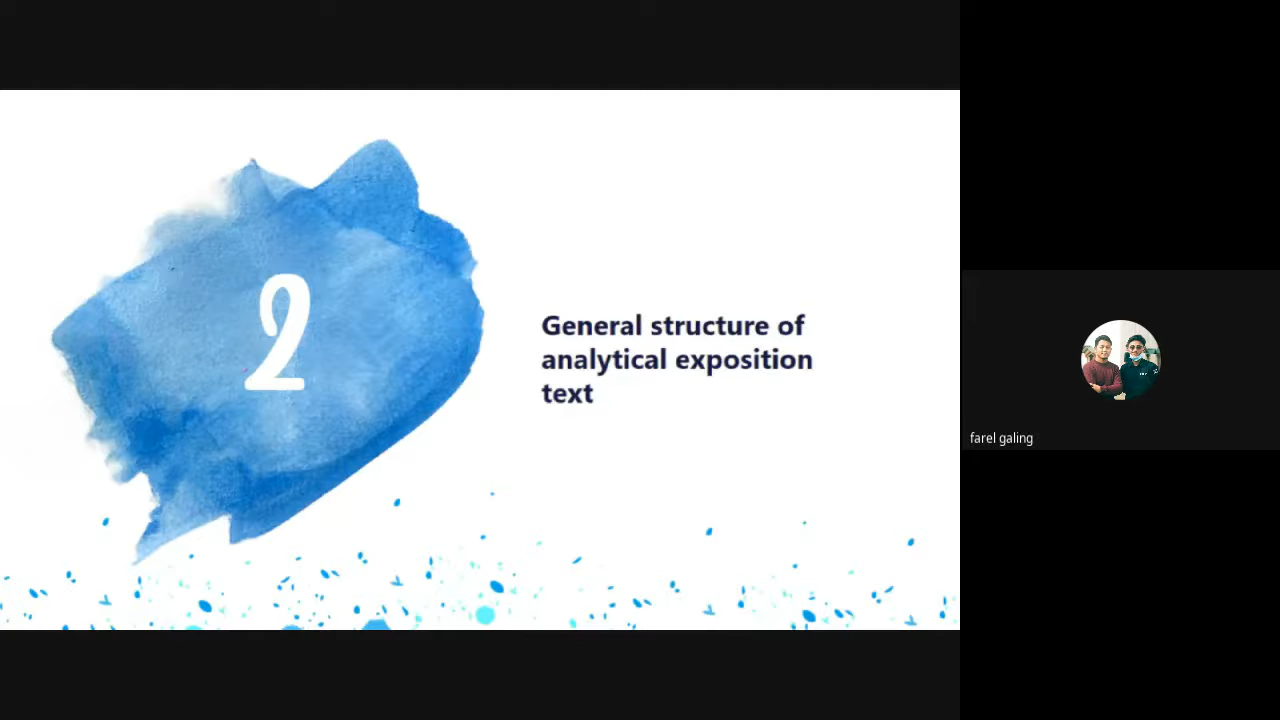 2
General structure of
analytical exposition
text
farel galing